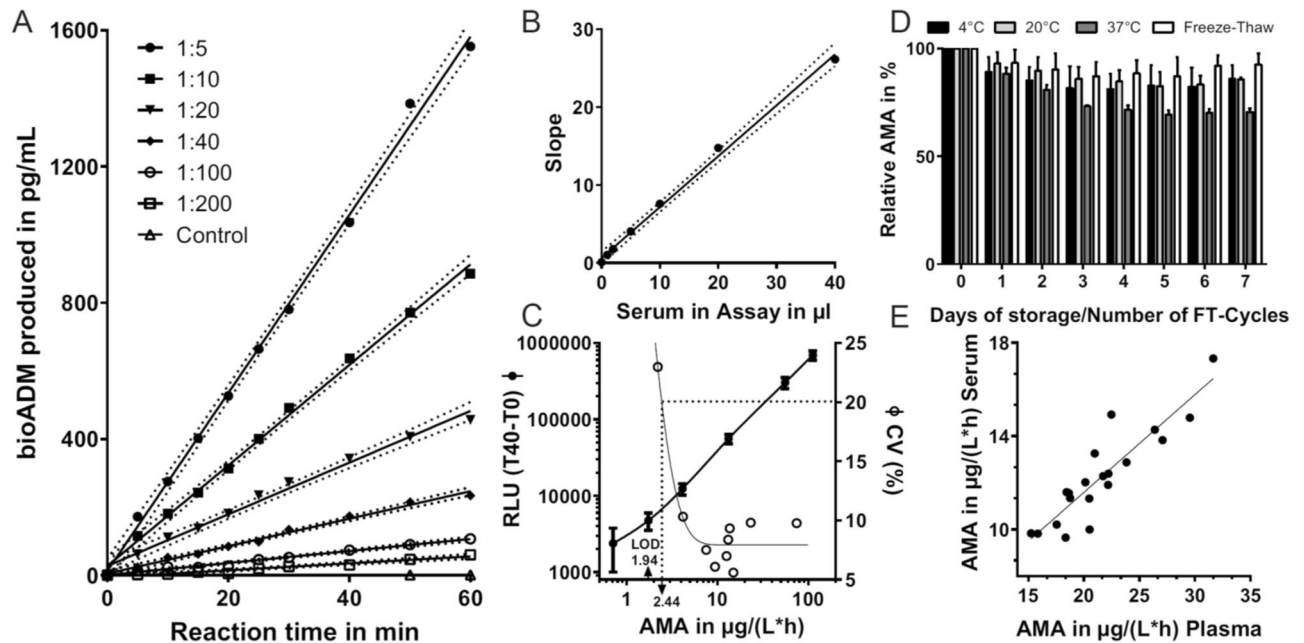 A
1600
1200
800
400
0
0 20 40 60
bioADM produced in pg/mL
Reaction time in min
1:5
1:10
1:20
1:40
1:100
1:200
Control
B
30
20
10
0
0 10 20 30 40
Slope
Serum in Assay in µl
C
1000000
100000
10000
1000
RLU (T40-T0)
25
20
15
10
5
ϕ CV (%)
LOD
1.94
2.44
1 10 100
AMA in µg/(L*h)
D
4°C 20°C 37°C Freeze-Thaw
100
50
0
Relative AMA in %
0 1 2 3 4 5 6 7
Days of storage/Number of FT-Cycles
E
18
14
10
AMA in µg/(L*h) Serum
15 20 25 30 35
AMA in µg/(L*h) Plasma